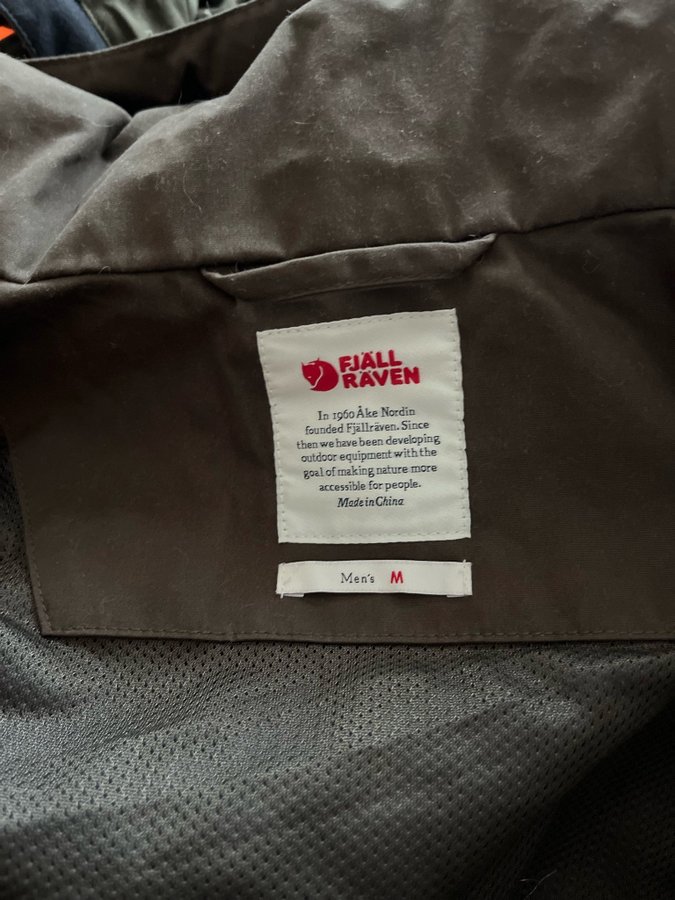 FJÄLL
RÄVEN
In 1960 Åke Nordin
founded Fjällräven. Since
then we have been developing
outdoor equipment with the
goal of making nature more
accessible for people.
Made in China
Men's M